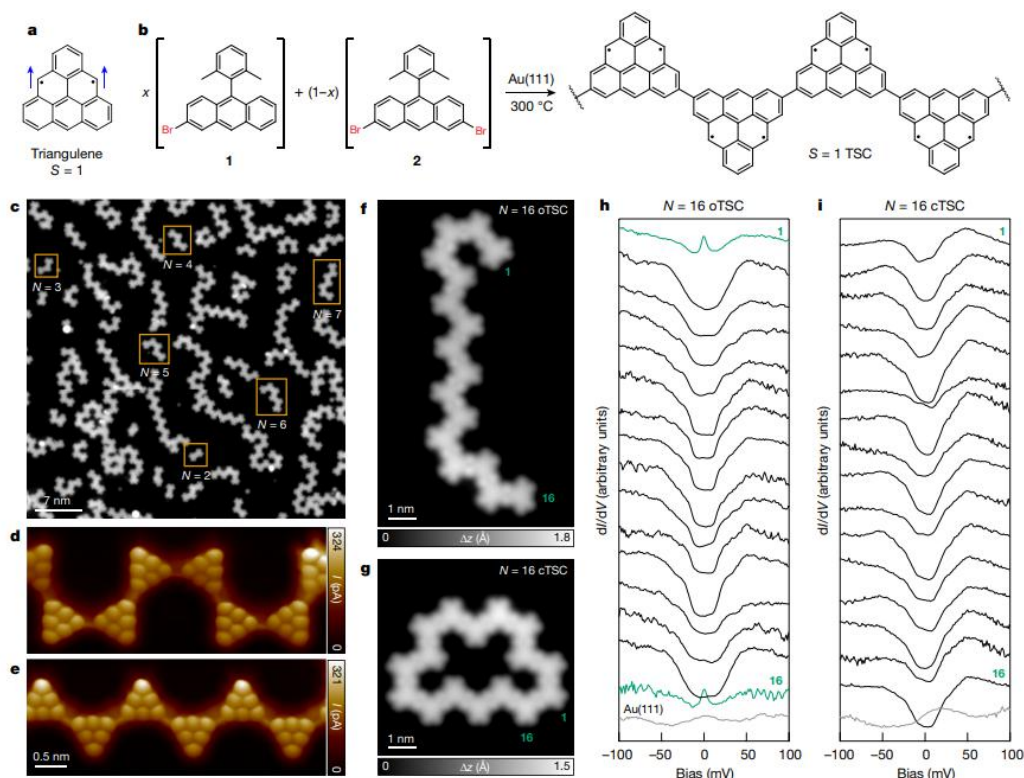 a
Triangulene
S = 1
b
x
Br
1
+ (1−x)
Br
Br
2
Au(111)
300 °C
S = 1 TSC
c
N = 3
N = 4
N = 7
N = 5
N = 6
N = 2
7 nm
d
324
I (pA)
0
e
321
I (pA)
0
0.5 nm
f
N = 16 oTSC
1
16
1 nm
0
Δz (Å)
1.8
g
N = 16 cTSC
1
16
1 nm
0
Δz (Å)
1.5
h
N = 16 oTSC
1
16
Au(111)
dI/dV (arbitrary units)
−100
−50
0
50
100
Bias (mV)
i
N = 16 cTSC
1
16
dI/dV (arbitrary units)
−100
−50
0
50
100
Bias (mV)